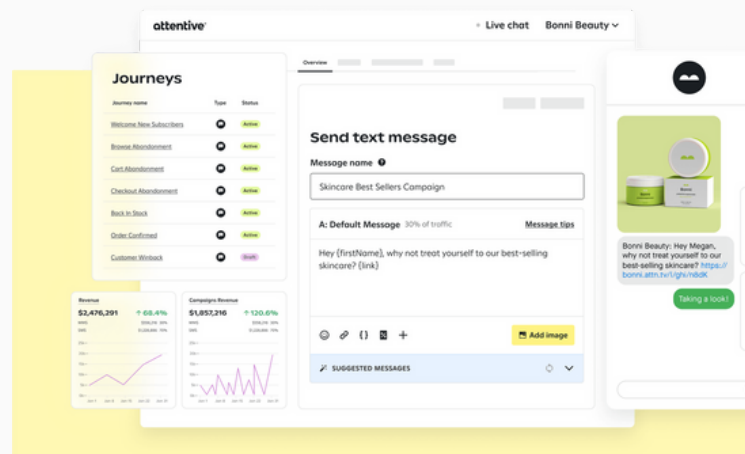 attentive
Live chat
Bonni Beauty
Journeys
Journey name Type Status
Welcome New Subscribers Active
Browse Abandonment Active
Cart Abandonment Active
Checkout Abandonment Active
Back In Stock Active
Order Confirmed Active
Customer Winback Draft
Overview
Send text message
Message name
Skincare Best Sellers Campaign
A: Default Message 30% of traffic Message tips
Hey {firstName}, why not treat yourself to our best-selling
skincare? {link}
Add image
SUGGESTED MESSAGES
Revenue
$2,476,291 ↑ 68.4%
MMS
SMS
Campaigns Revenue
$1,857,216 ↑ 120.6%
MMS
SMS
Bonni
Bonni Beauty: Hey Megan,
why not treat yourself to our
best-selling skincare? https://
bonni.attn.tv/l/ghi/n8dK
Taking a look!